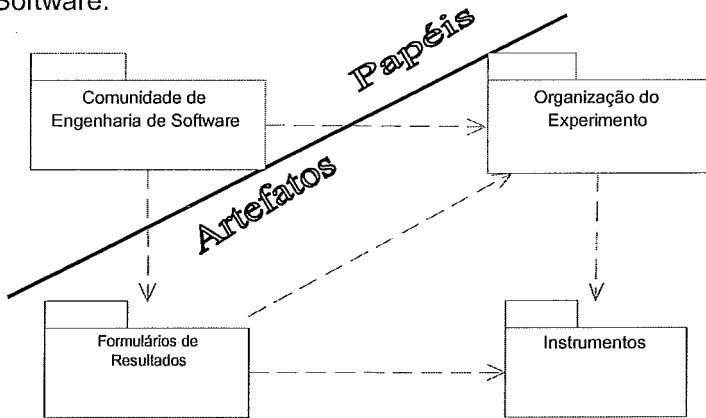 Software.
Papéis
Comunidade de
Engenharia de Software
Organização do
Experimento
Artefatos
Formulários de
Resultados
Instrumentos